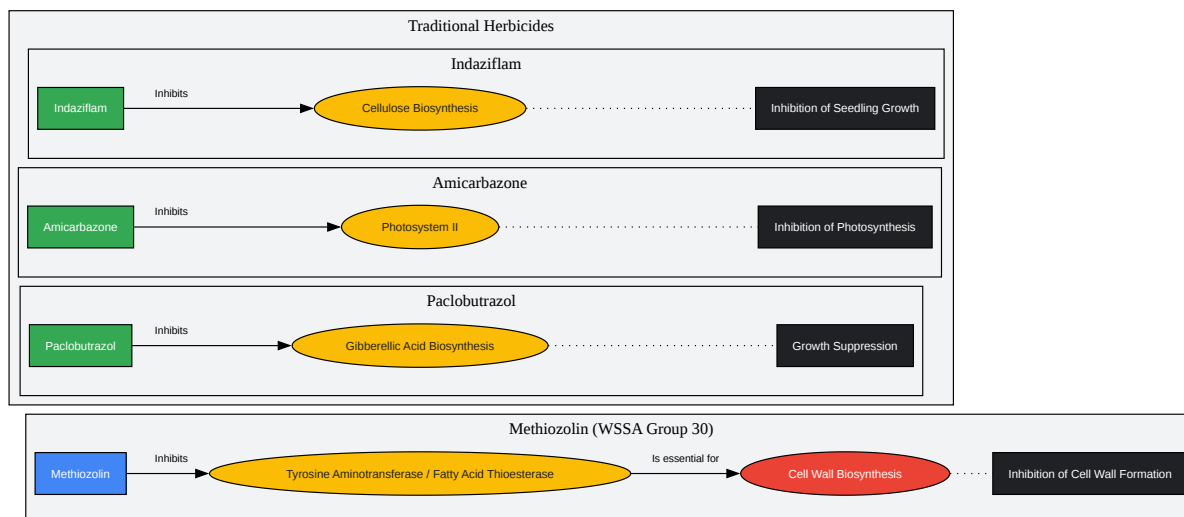 Traditional Herbicides
Indaziflam
Indaziflam
Inhibits
Cellulose Biosynthesis
Inhibition of Seedling Growth
Amicarbazone
Amicarbazone
Inhibits
Photosystem II
Inhibition of Photosynthesis
Paclobutrazol
Paclobutrazol
Inhibits
Gibberellic Acid Biosynthesis
Growth Suppression
Methiozolin (WSSA Group 30)
Methiozolin
Inhibits
Tyrosine Aminotransferase / Fatty Acid Thioesterase
Is essential for
Cell Wall Biosynthesis
Inhibition of Cell Wall Formation